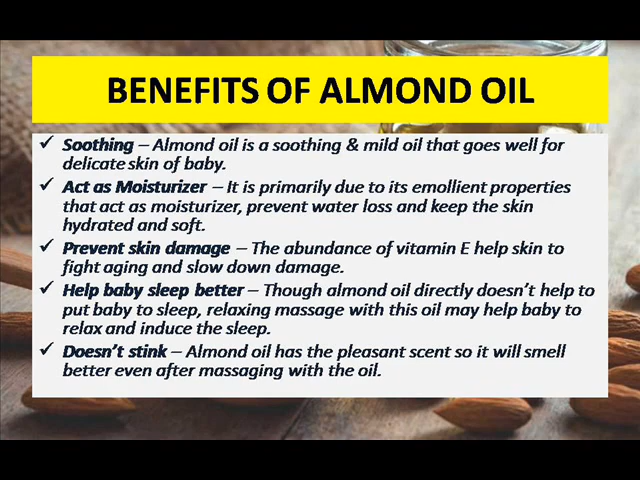 BENEFITS OF ALMOND OIL
✓ Soothing – Almond oil is a soothing & mild oil that goes well for
delicate skin of baby.
✓ Act as Moisturizer – It is primarily due to its emollient properties
that act as moisturizer, prevent water loss and keep the skin
hydrated and soft.
✓ Prevent skin damage – The abundance of vitamin E help skin to
fight aging and slow down damage.
✓ Help baby sleep better – Though almond oil directly doesn't help to
put baby to sleep, relaxing massage with this oil may help baby to
relax and induce the sleep.
✓ Doesn't stink – Almond oil has the pleasant scent so it will smell
better even after massaging with the oil.